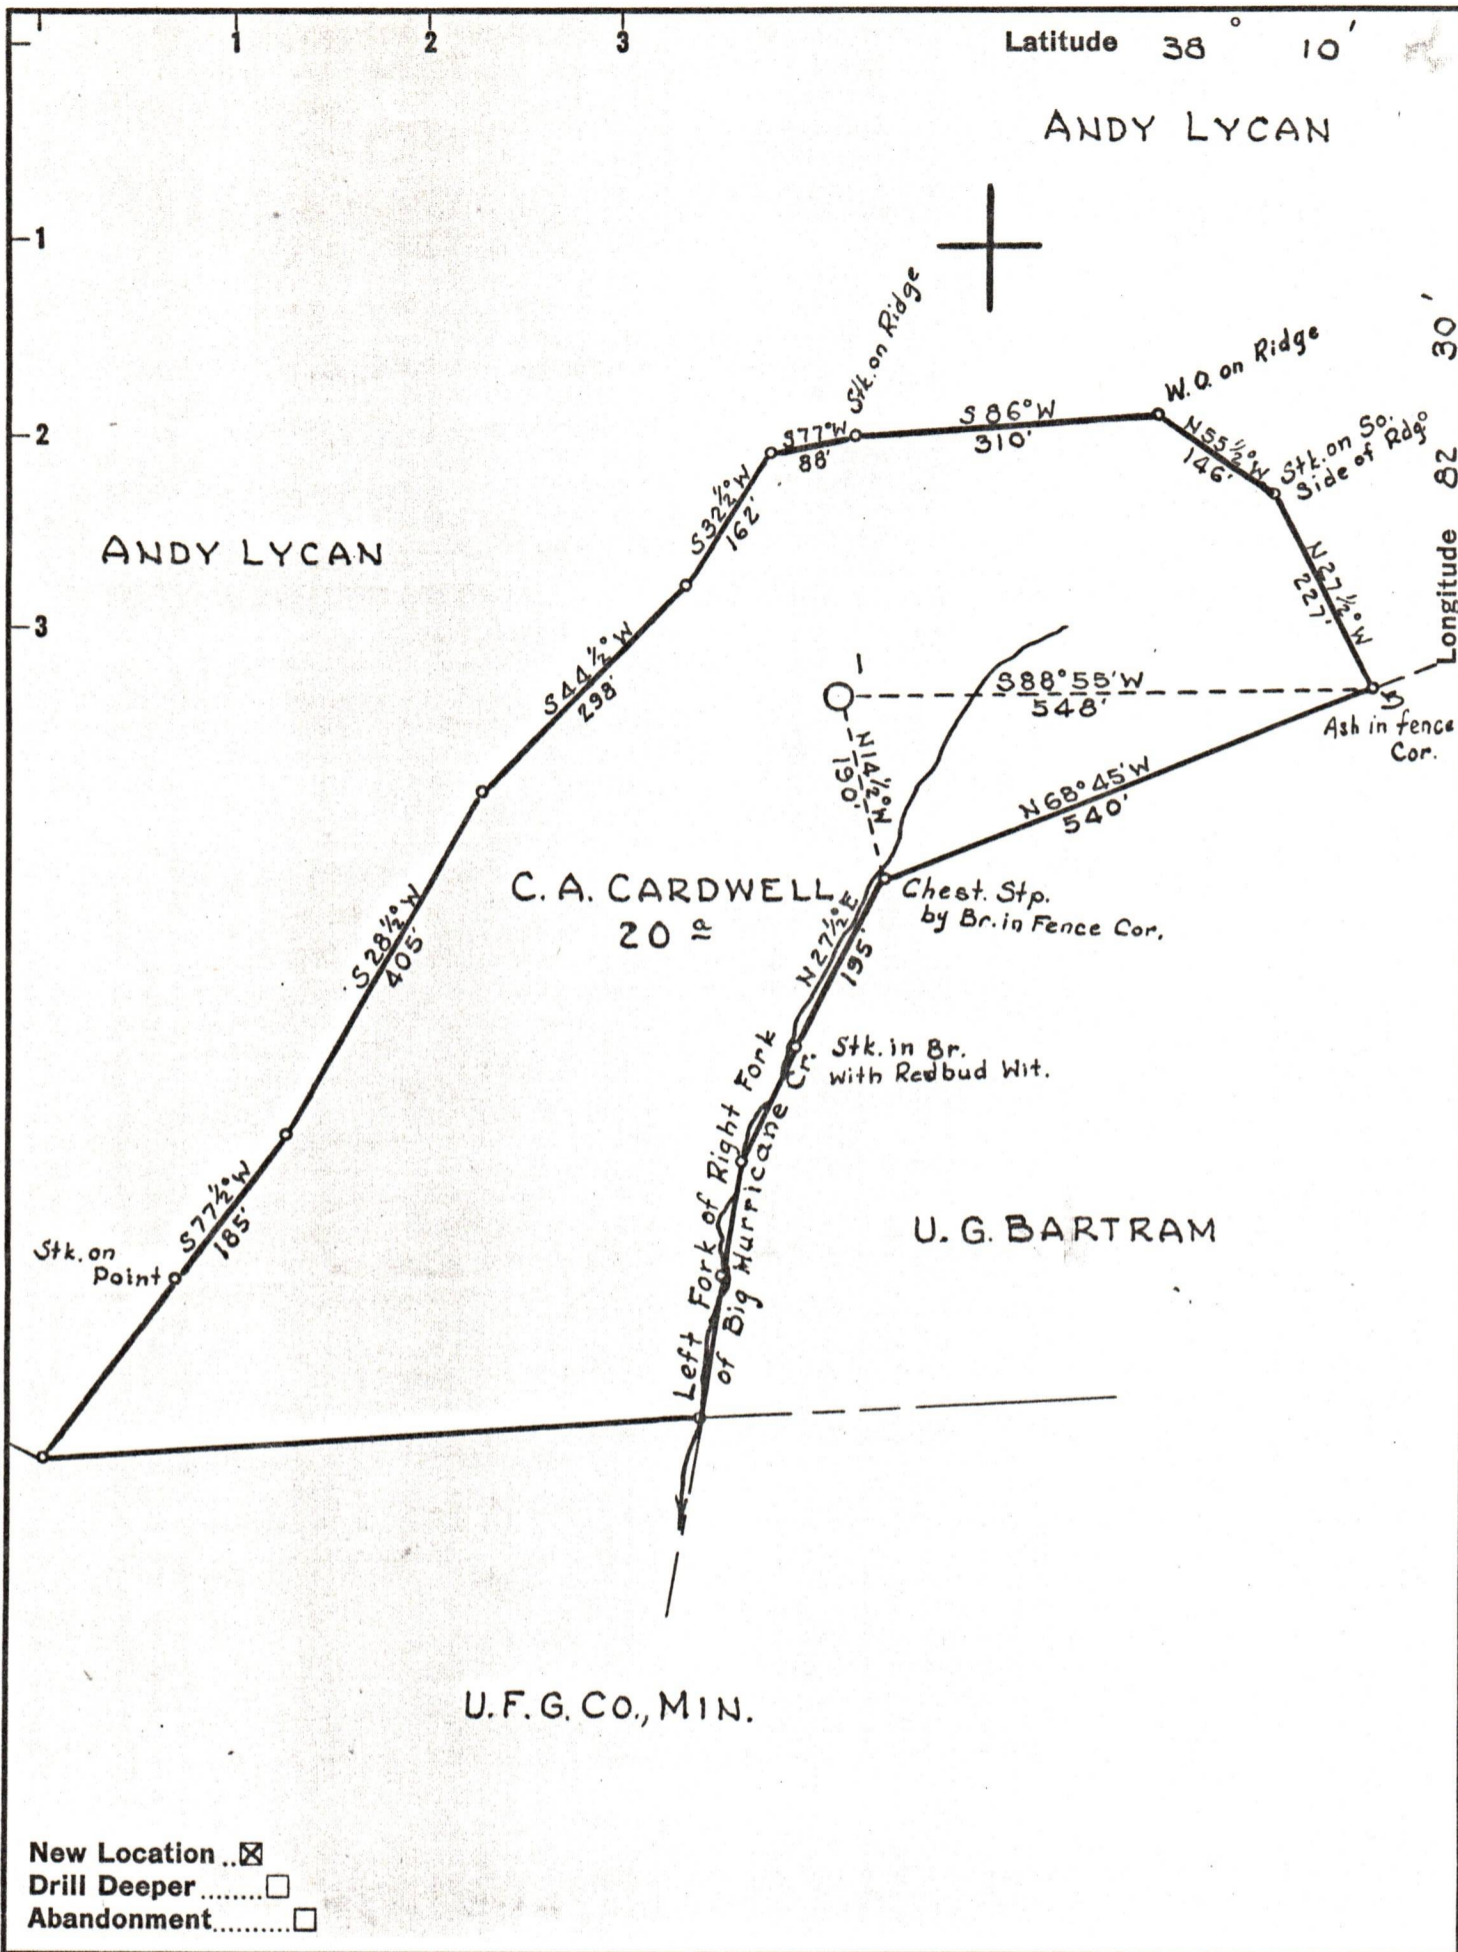 1
2
3
Latitude 38° 10'
ANDY LYCAN
1
Longitude 82 30'
Stk. on Ridge
W.O. on Ridge
2
S 77° W
88'
S 86° W
310'
N 55½° W
146'
Stk. on So.
Side of Rdg.
S 32½° W
162'
ANDY LYCAN
N 27½° W
227'
3
S 44½° W
298'
1
S 88° 55' W
548'
Ash in fence
Cor.
N 14½° W
190'
N 68° 45' W
540'
C. A. CARDWELL
20 a
Chest. Stp.
by Br. in Fence Cor.
S 28½° W
405'
N 27½° E
195'
Stk. in Br.
with Redbud Wit.
Left Fork of Right Fork
of Big Hurricane Cr.
S 77½° W
185'
U. G. BARTRAM
Stk. on
Point
U. F. G. CO., MIN.
New Location ..☒
Drill Deeper ........☐
Abandonment..........☐